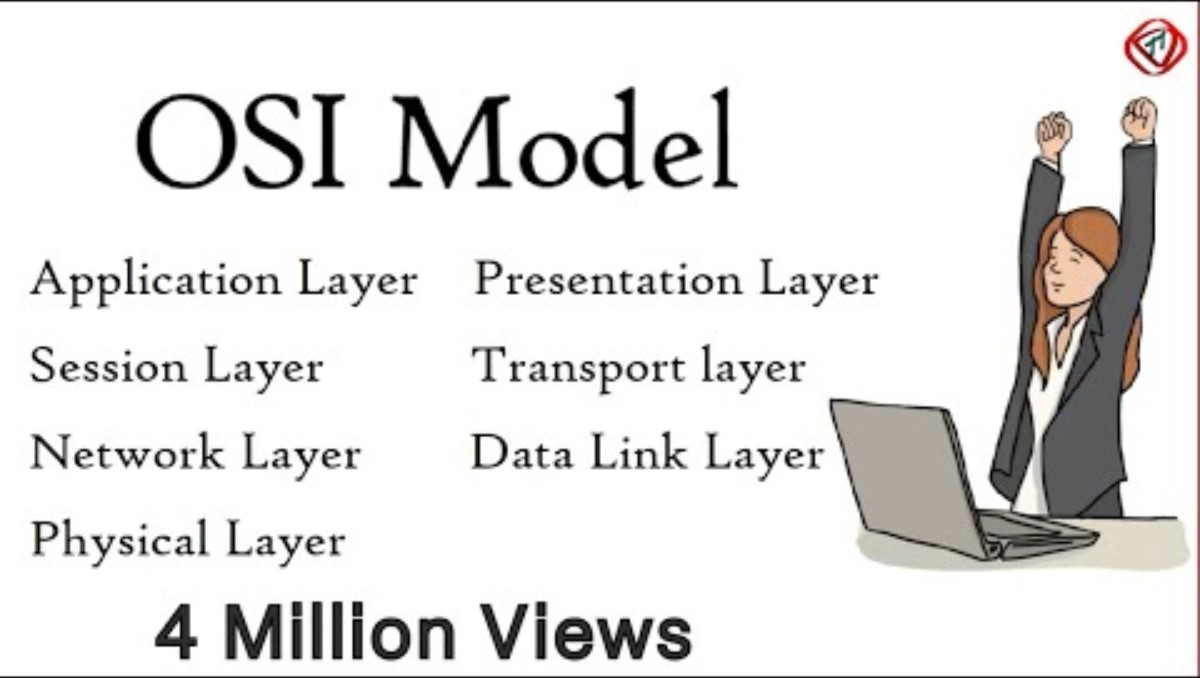 OSI Model
Application Layer Presentation Layer
Session Layer Transport layer
Network Layer Data Link Layer
Physical Layer
4 Million Views